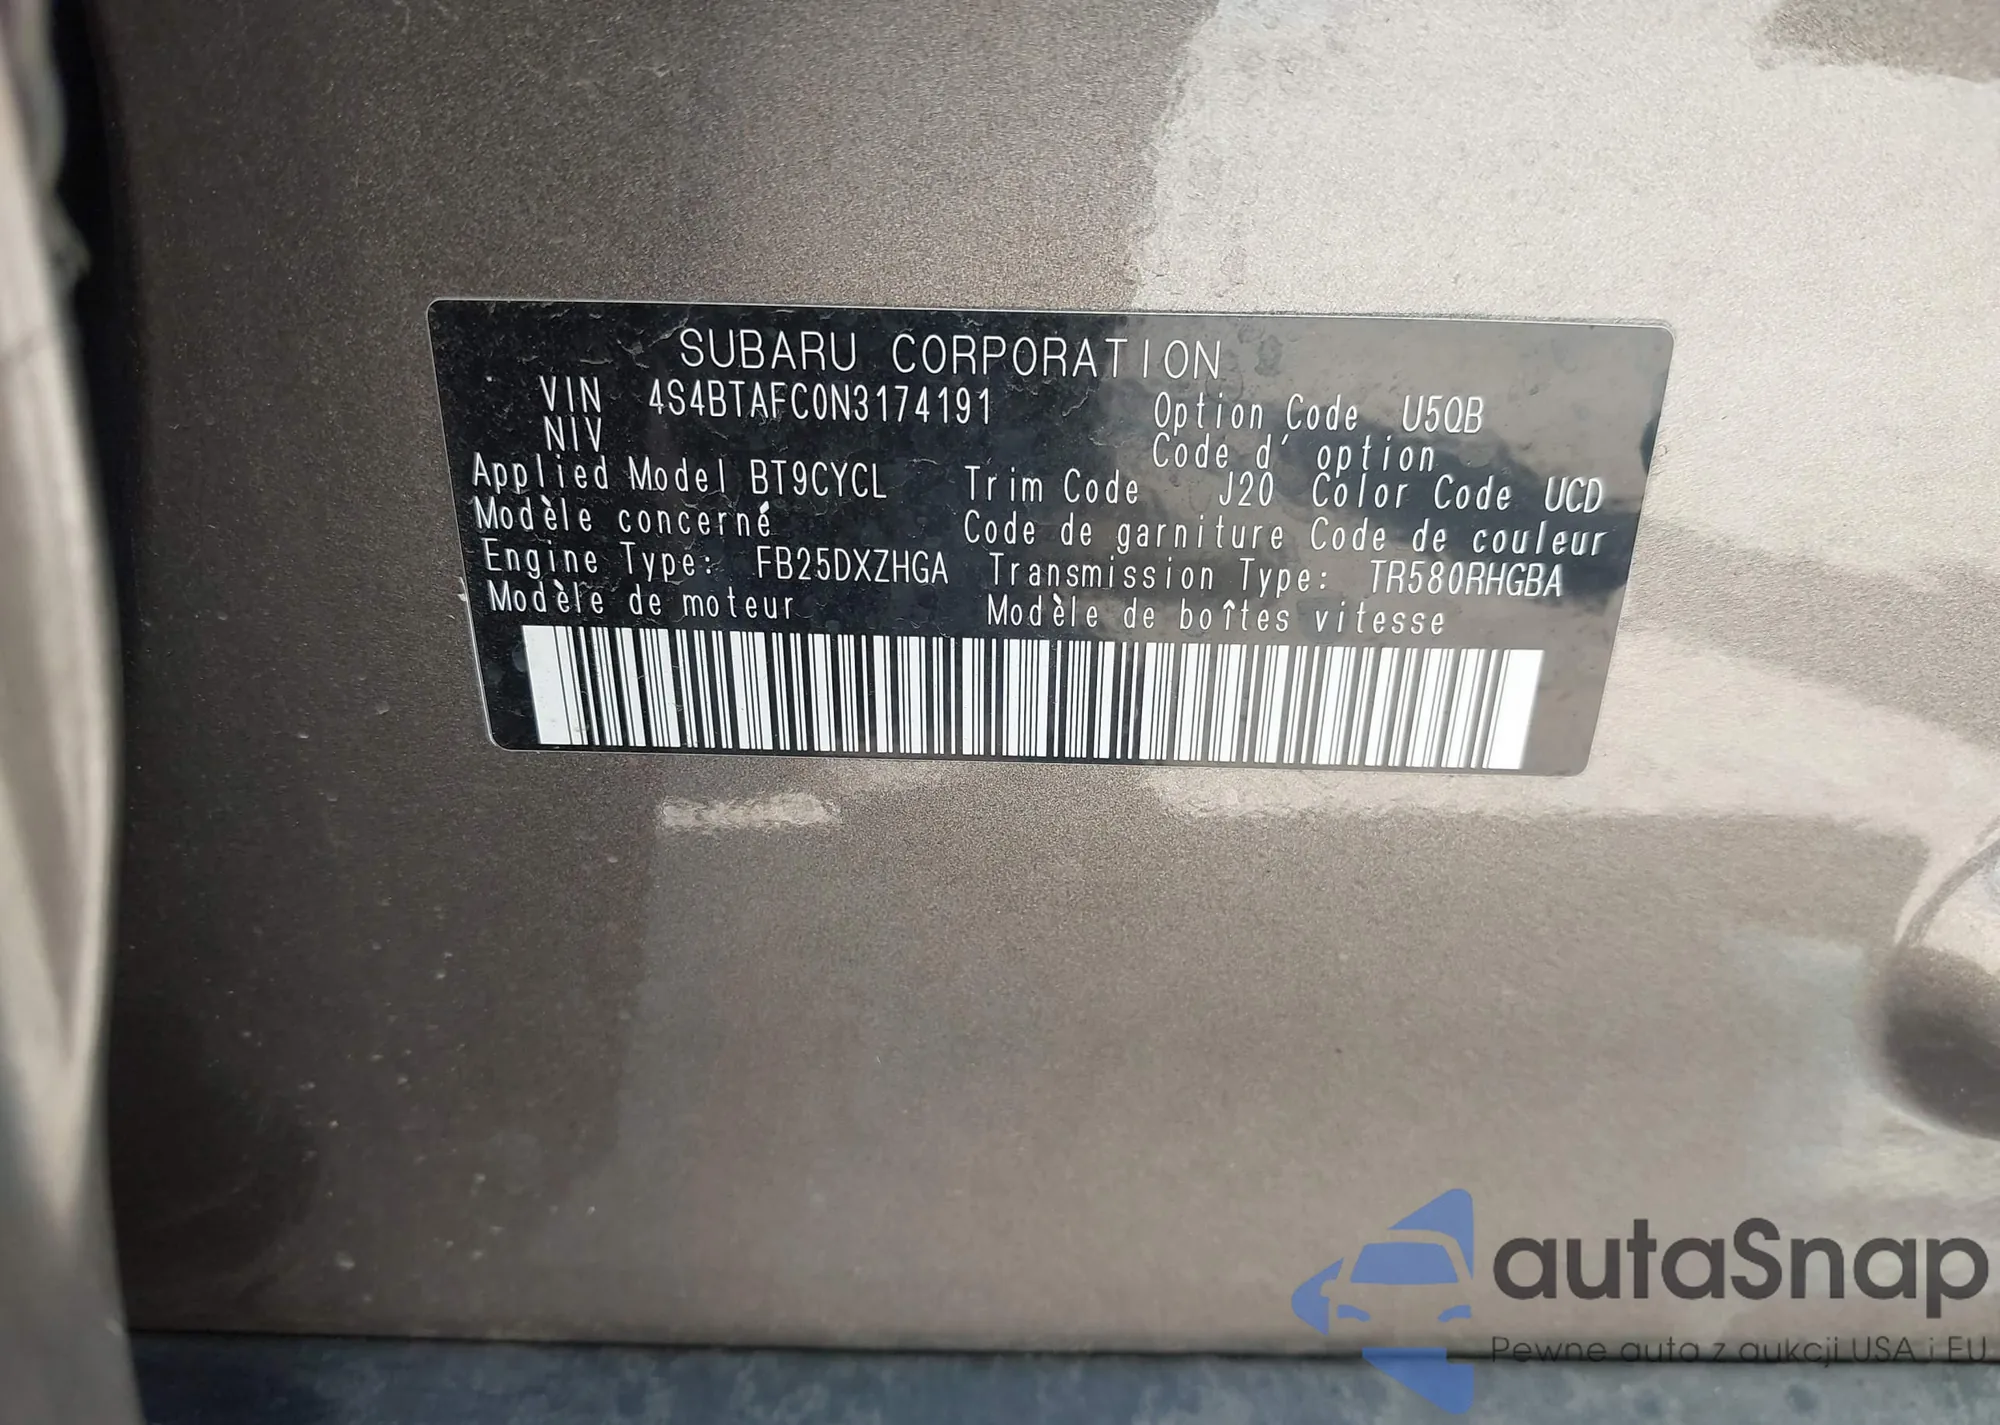 SUBARU CORPORATION
VIN 4S4BTAFC0N3174191 Option Code U5QB
NIV Code d' option
Applied Model BT9CYCL Trim Code J20 Color Code UCD
Modèle concerné Code de garniture Code de couleur
Engine Type: FB25DXZHGA Transmission Type: TR580RHGBA
Modèle de moteur Modèle de boîtes vitesse
autaSnap
Pewne auta z aukcji USA i EU